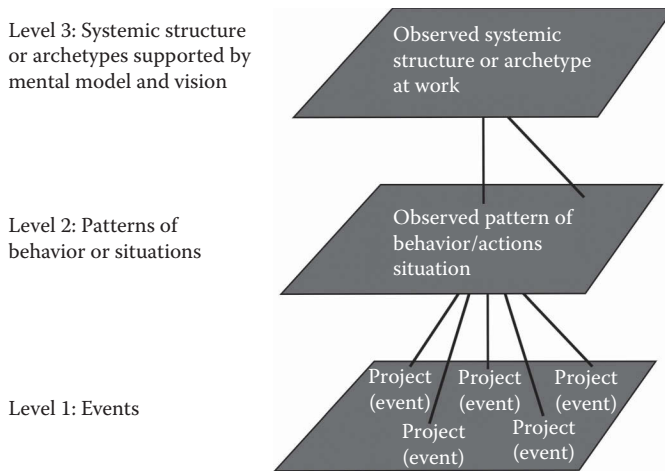 Level 3: Systemic structure
or archetypes supported by
mental model and vision
Observed systemic
structure or archetype
at work
Level 2: Patterns of
behavior or situations
Observed pattern of
behavior/actions
situation
Level 1: Events
Project
(event)
Project
(event)
Project
(event)
Project
(event)
Project
(event)